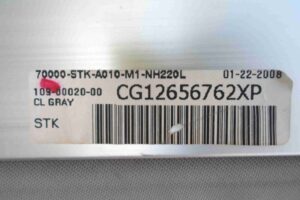 70000-STK-A010-M1-NH220L 01-22-2008
109-00020-00
CL GRAY CG12656762XP
STK